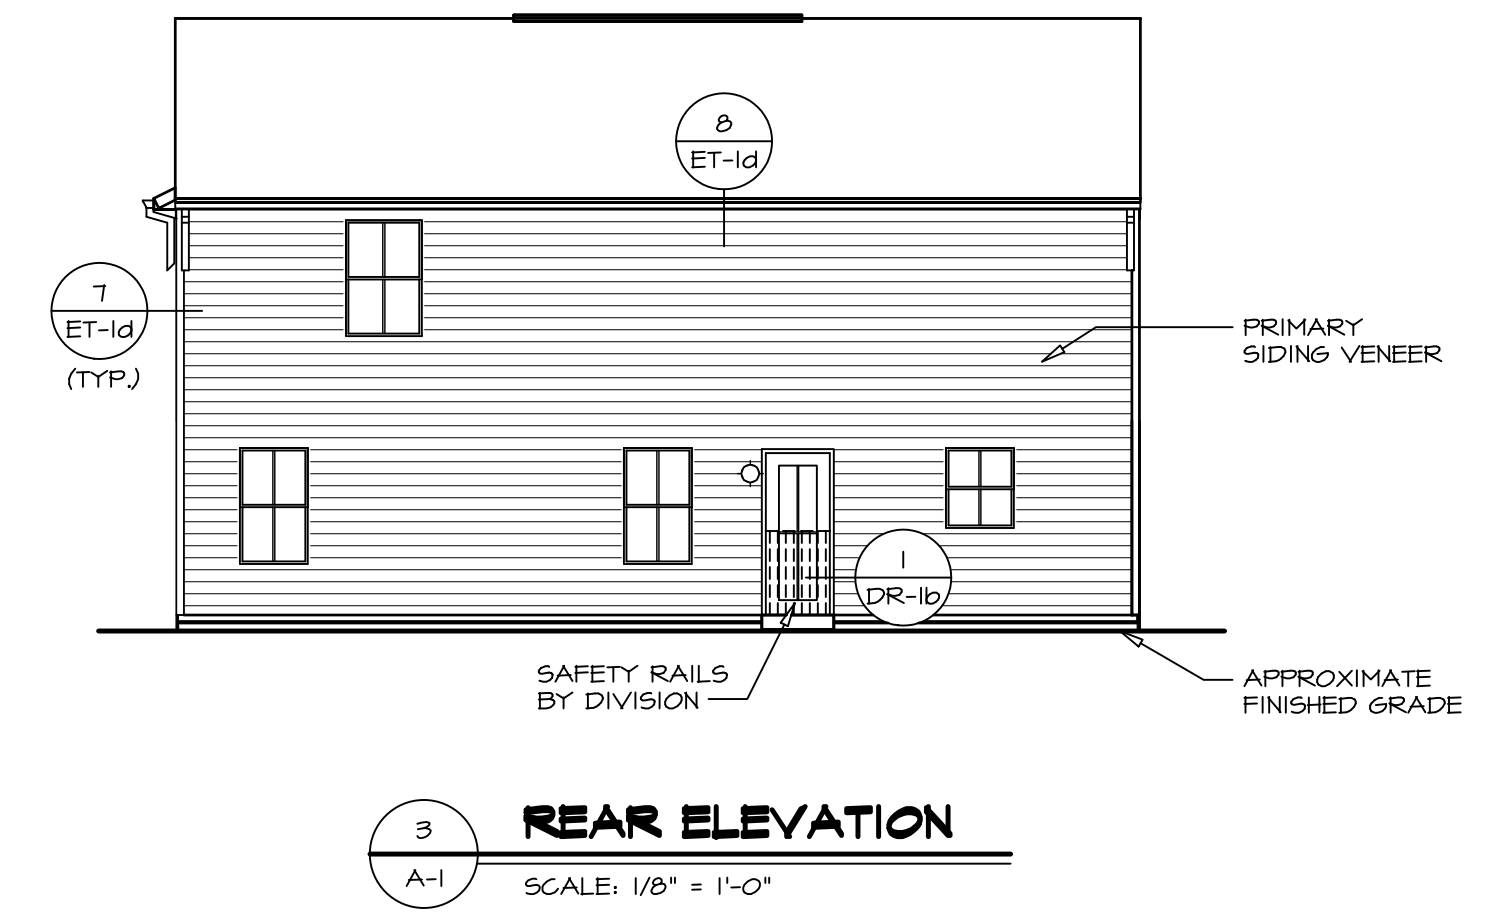 8
ET-1d
7
ET-1d
(TYP.)
PRIMARY
SIDING VENEER
1
DR-1b
SAFETY RAILS
BY DIVISION
APPROXIMATE
FINISHED GRADE
3
A-1
REAR ELEVATION
SCALE: 1/8" = 1'-0"